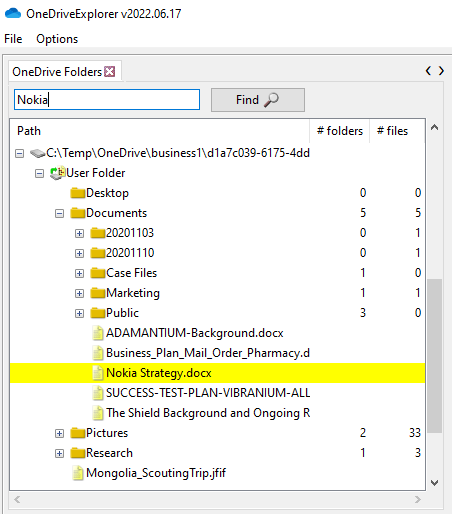 OneDriveExplorer v2022.06.17
File Options
OneDrive Folders
Nokia Find
Path # folders # files
C:\Temp\OneDrive\business1\d1a7c039-6175-4dd
User Folder
Desktop 0 0
Documents 5 5
20201103 0 1
20201110 0 1
Case Files 1 0
Marketing 1 1
Public 3 0
ADAMANTIUM-Background.docx
Business_Plan_Mail_Order_Pharmacy.d
Nokia Strategy.docx
SUCCESS-TEST-PLAN-VIBRANIUM-ALL
The Shield Background and Ongoing R
Pictures 2 33
Research 1 3
Mongolia_ScoutingTrip.jfif